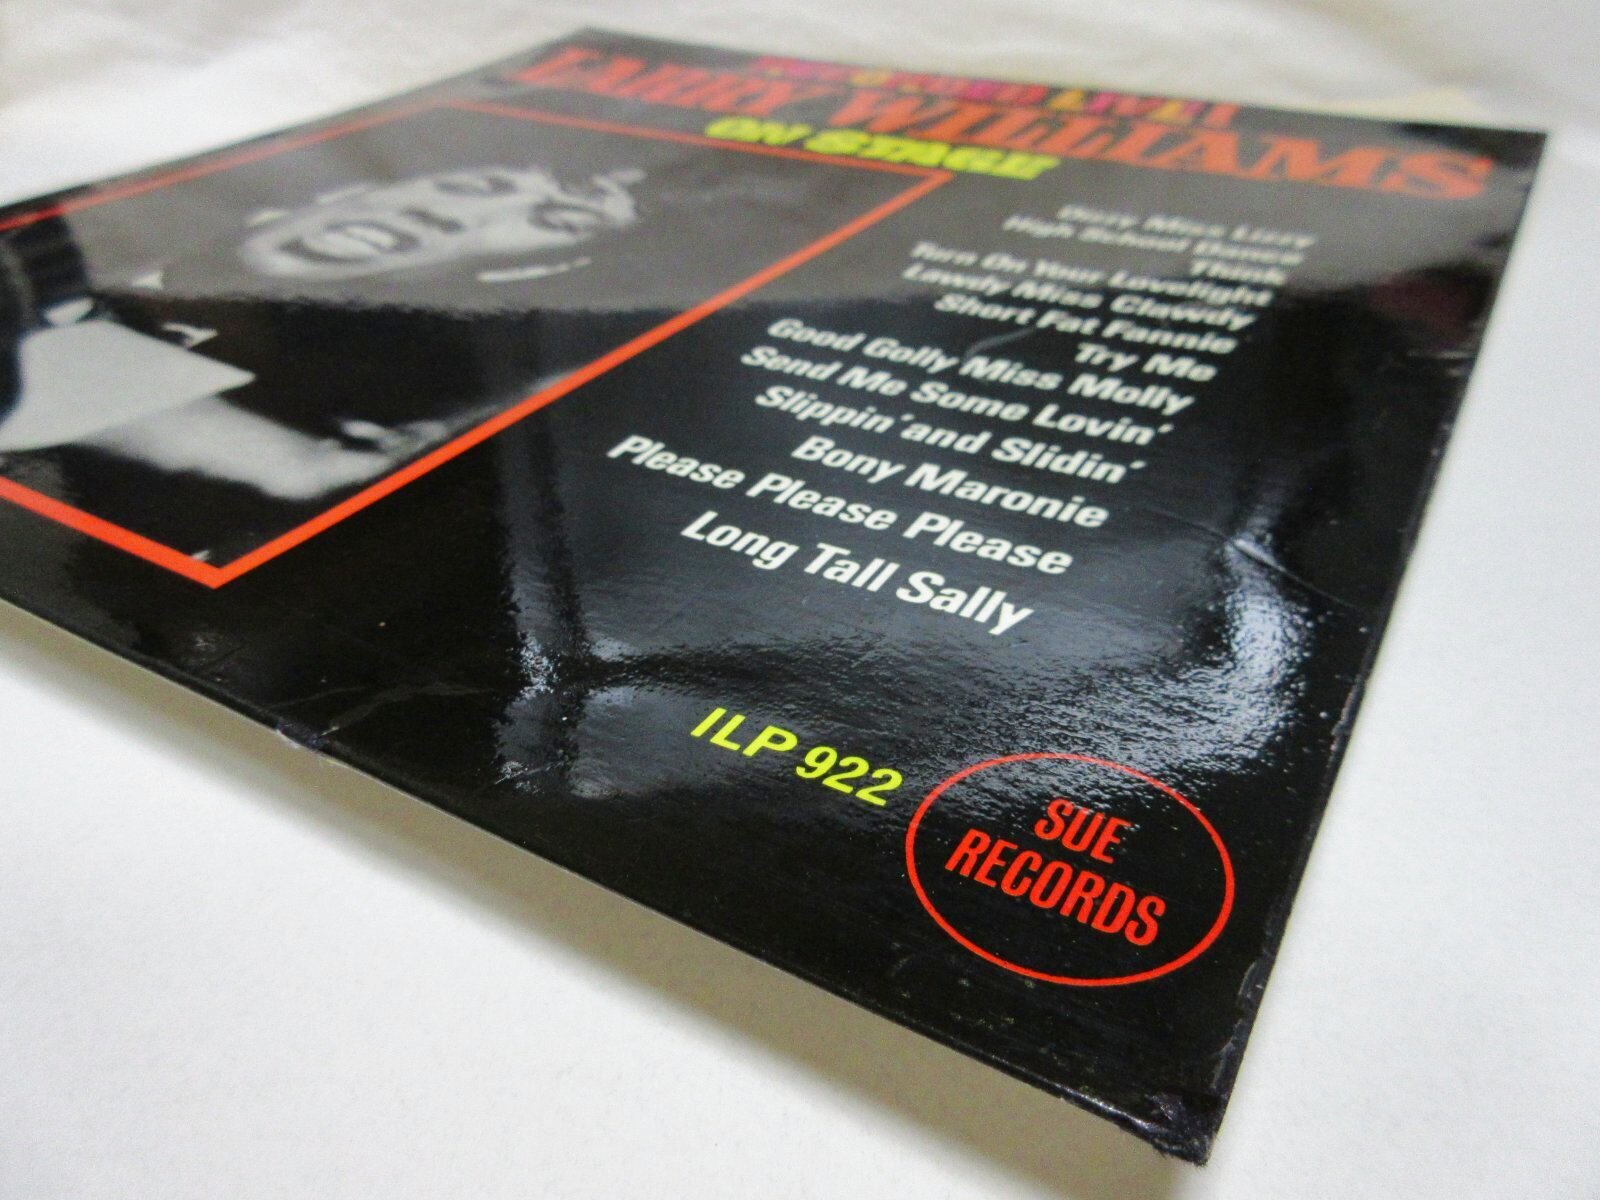 RECORDED LIVE!
LARRY WILLIAMS
ON STAGE
Dizzy Miss Lizzy
High School Dance
Think
Turn On Your Lovelight
Lawdy Miss Clawdy
Short Fat Fannie
Try Me
Good Golly Miss Molly
Send Me Some Lovin'
Slippin' and Slidin'
Bony Maronie
Please Please Please
Long Tall Sally
ILP 922
SUE
RECORDS